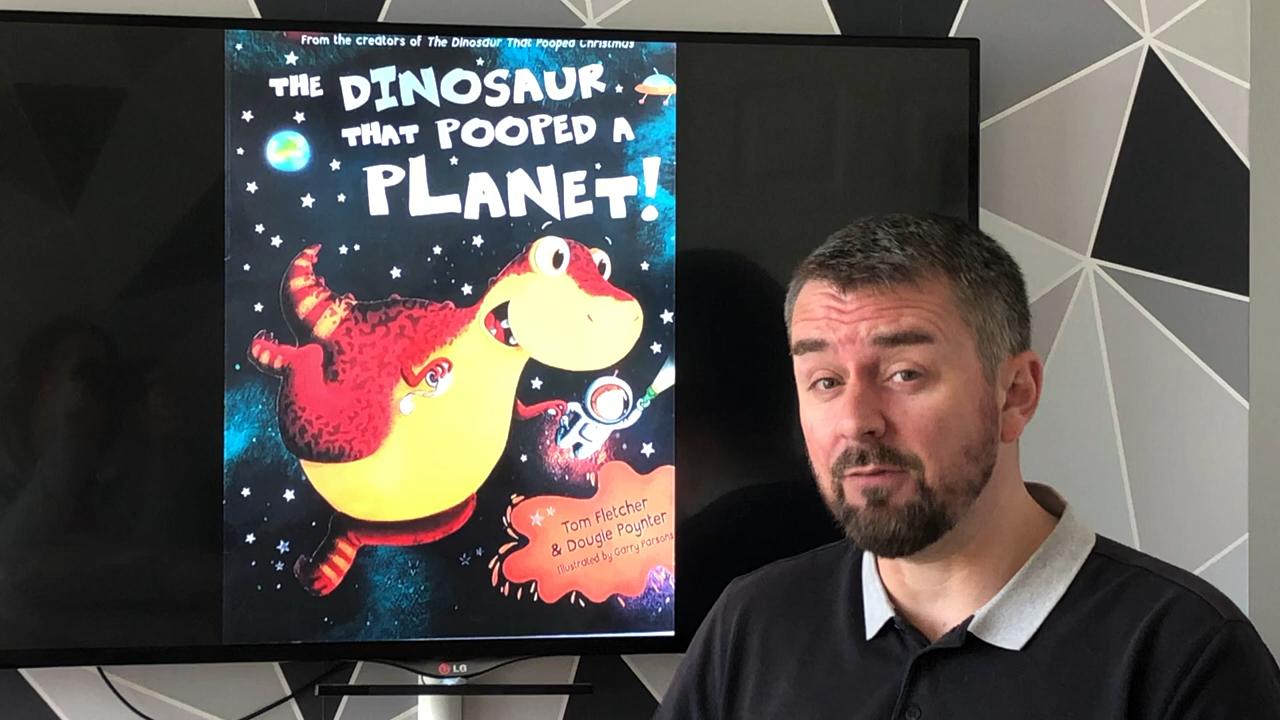 From the creators of The Dinosaur That Pooped Christmas
THE DINOSAUR
THAT POOPED A
PLANET!
Tom Fletcher
& Dougie Poynter
Illustrated by Garry Parsons
LG